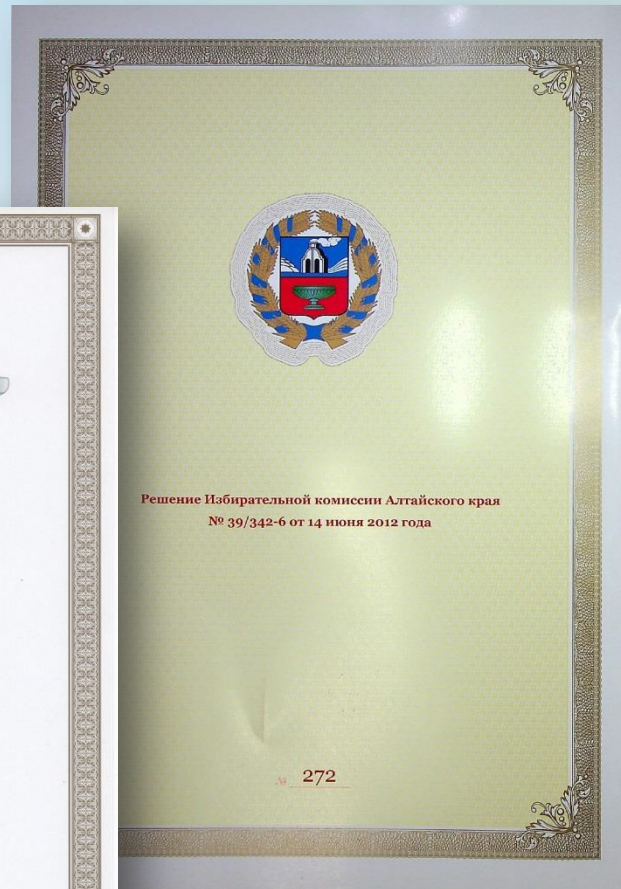 Решение Избирательной комиссии Алтайского края
№ 39/342-6 от 14 июня 2012 года
№ 272